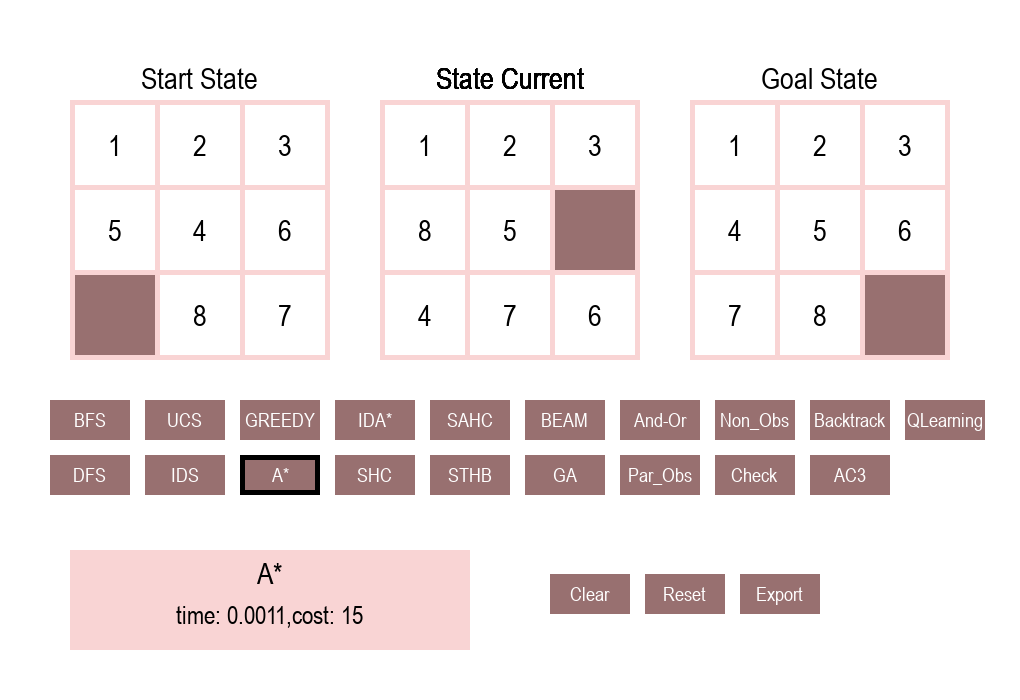 Start State State Current Goal State
1 2 3 1 2 3 1 2 3
5 4 6 8 5 4 5 6
8 7 4 7 6 7 8
BFS UCS GREEDY IDA* SAHC BEAM And-Or Non_Obs Backtrack QLearning
DFS IDS A* SHC STHB GA Par_Obs Check AC3
A*
time: 0.0011,cost: 15
Clear Reset Export